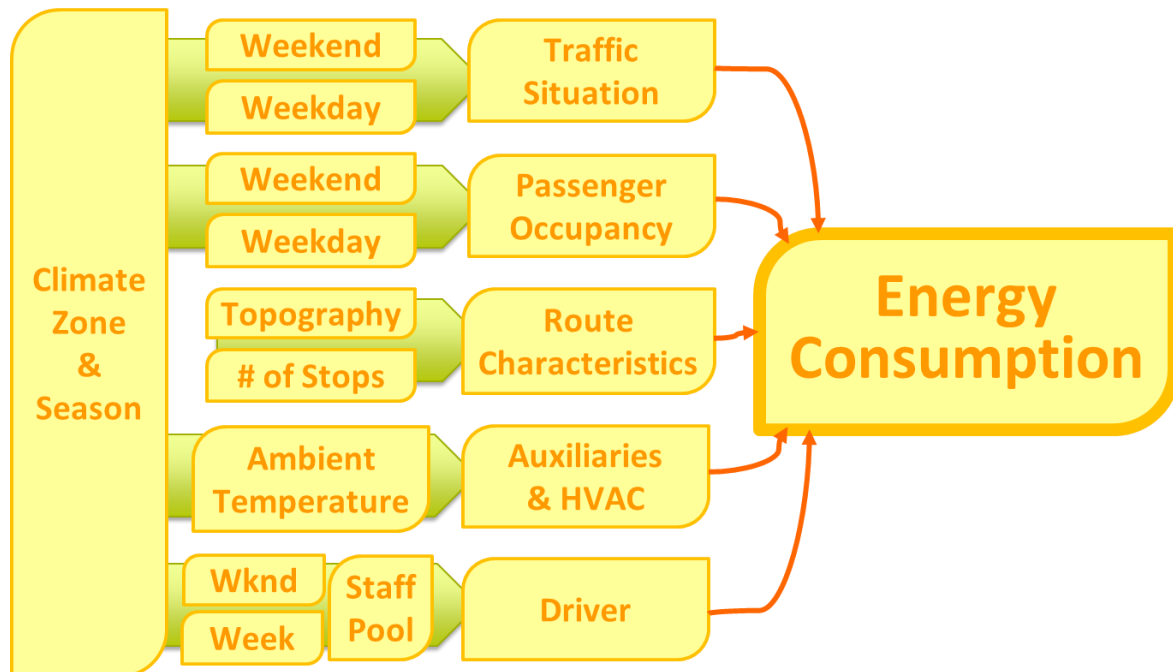 Climate
Zone
&
Season
Weekend
Weekday
Traffic
Situation
Weekend
Weekday
Passenger
Occupancy
Topography
# of Stops
Route
Characteristics
Ambient
Temperature
Auxiliaries
& HVAC
Wknd
Week
Staff
Pool
Driver
Energy
Consumption